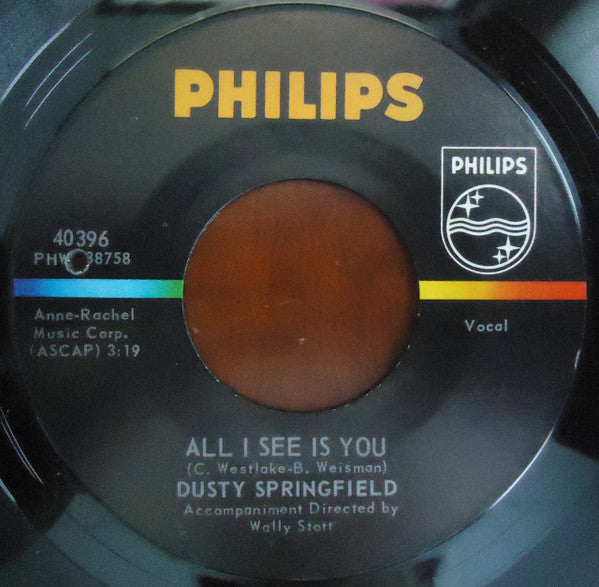 PHILIPS
PHILIPS
40396
38758
Anne-Rachel
Music Corp.
(ASCAP) 3:19
Vocal
ALL I SEE IS YOU
(C. Westlake-B. Weisman)
DUSTY SPRINGFIELD
Accompaniment Directed by
Wally Stott